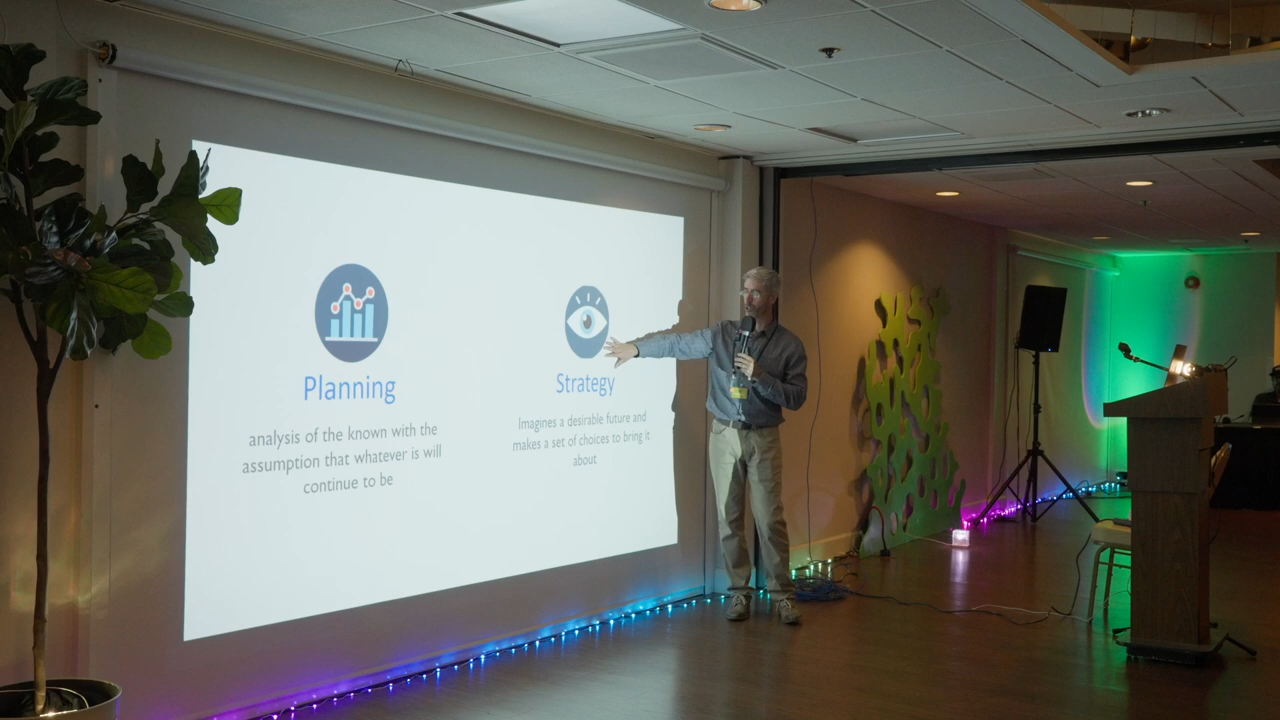 Planning
analysis of the known with the
assumption that whatever is will
continue to be
Strategy
Imagines a desirable future and
makes a set of choices to bring it
about